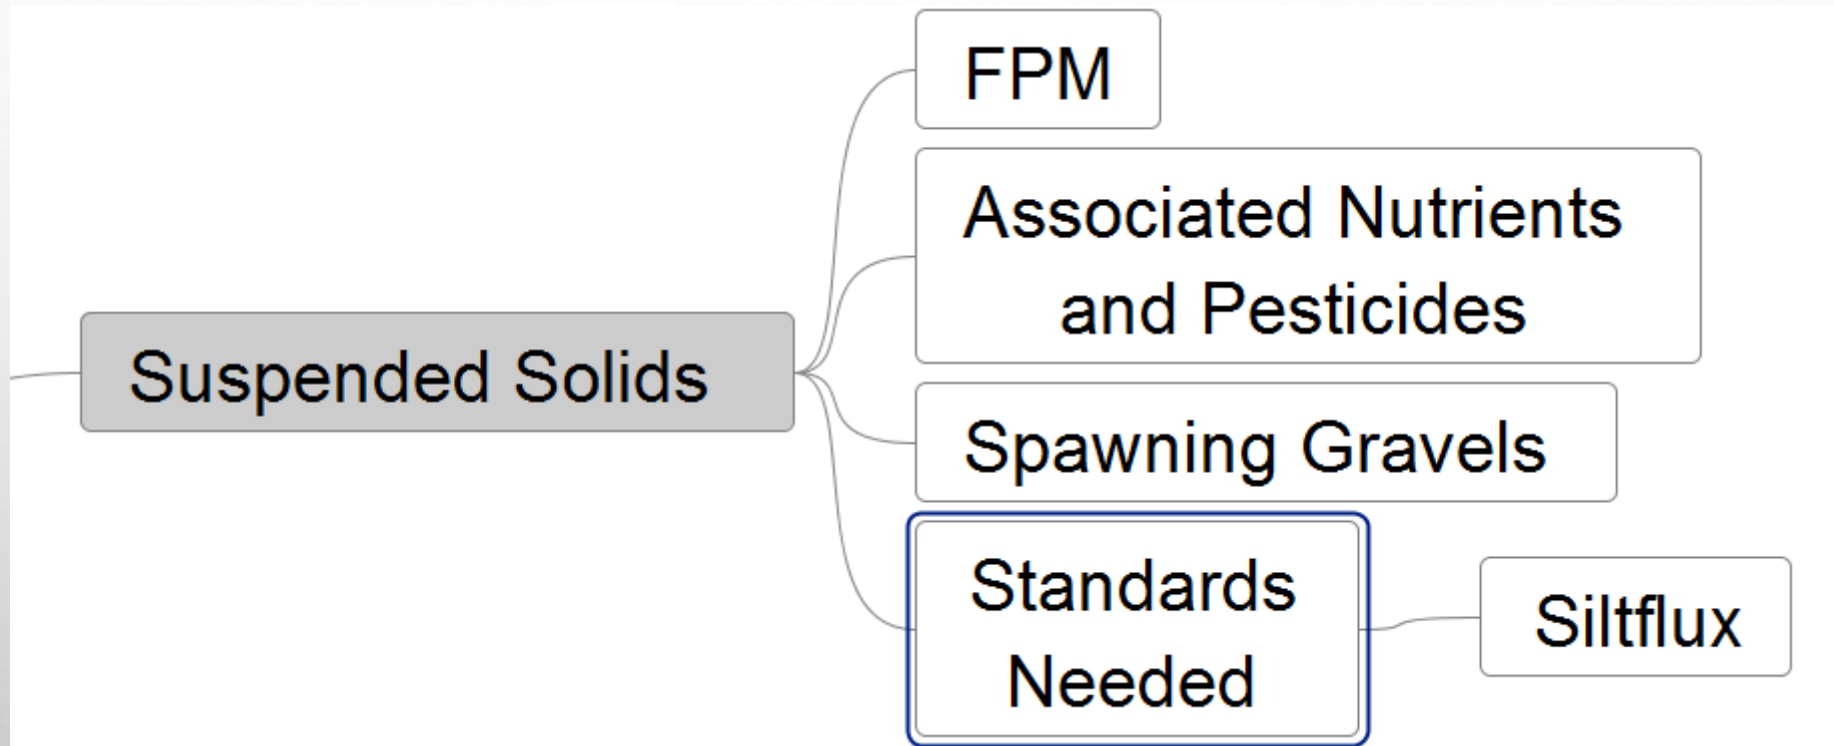 FPM
Associated Nutrients
and Pesticides
Suspended Solids
Spawning Gravels
Standards
Needed
Siltflux